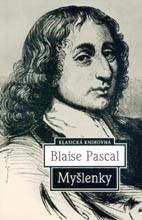 KLASICKÁ KNIHOVNA
Blaise Pascal
Myšlenky